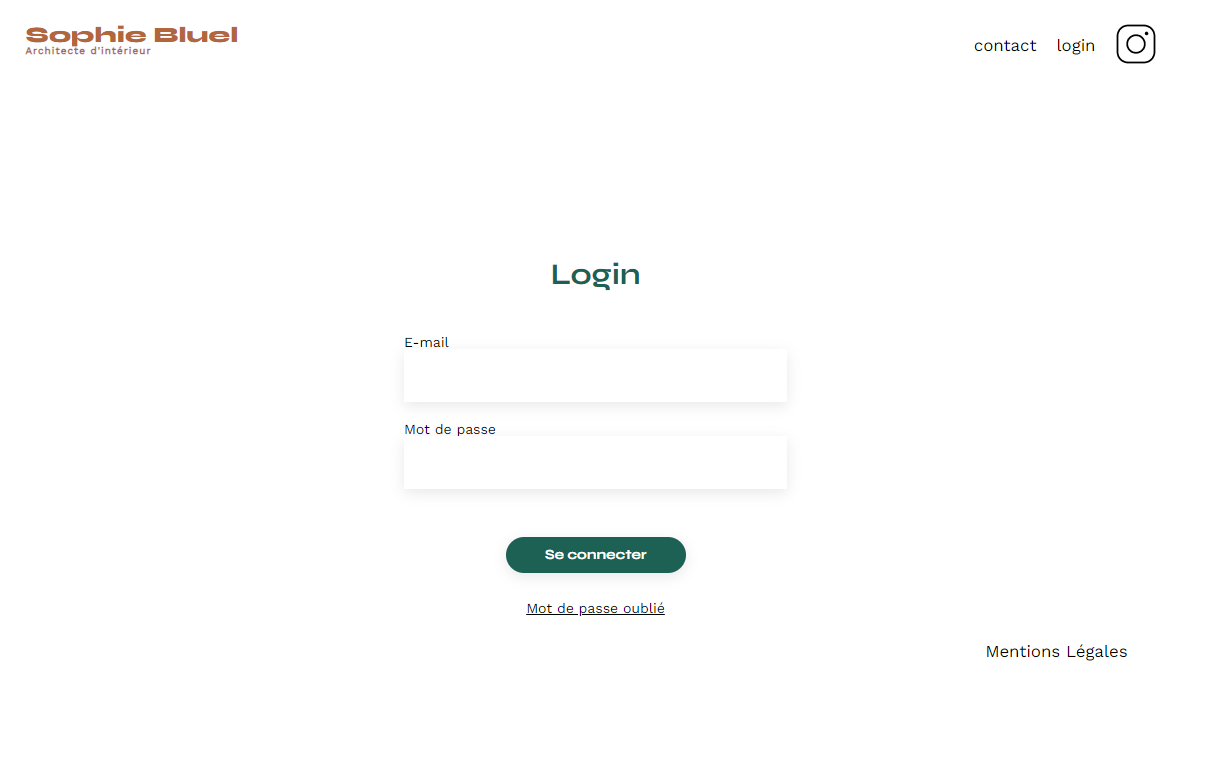 Sophie Bluel
Architecte d'intérieur
contact
login
Login
E-mail
Mot de passe
Se connecter
Mot de passe oublié
Mentions Légales